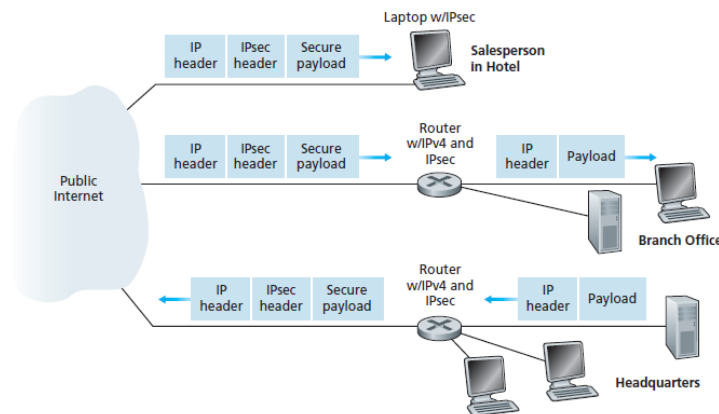 Laptop w/IPsec
IP
header
IPsec
header
Secure
payload
Salesperson
in Hotel
Public
Internet
IP
header
IPsec
header
Secure
payload
Router
w/IPv4 and
IPsec
IP
header
Payload
Branch Office
IP
header
IPsec
header
Secure
payload
Router
w/IPv4 and
IPsec
IP
header
Payload
Headquarters